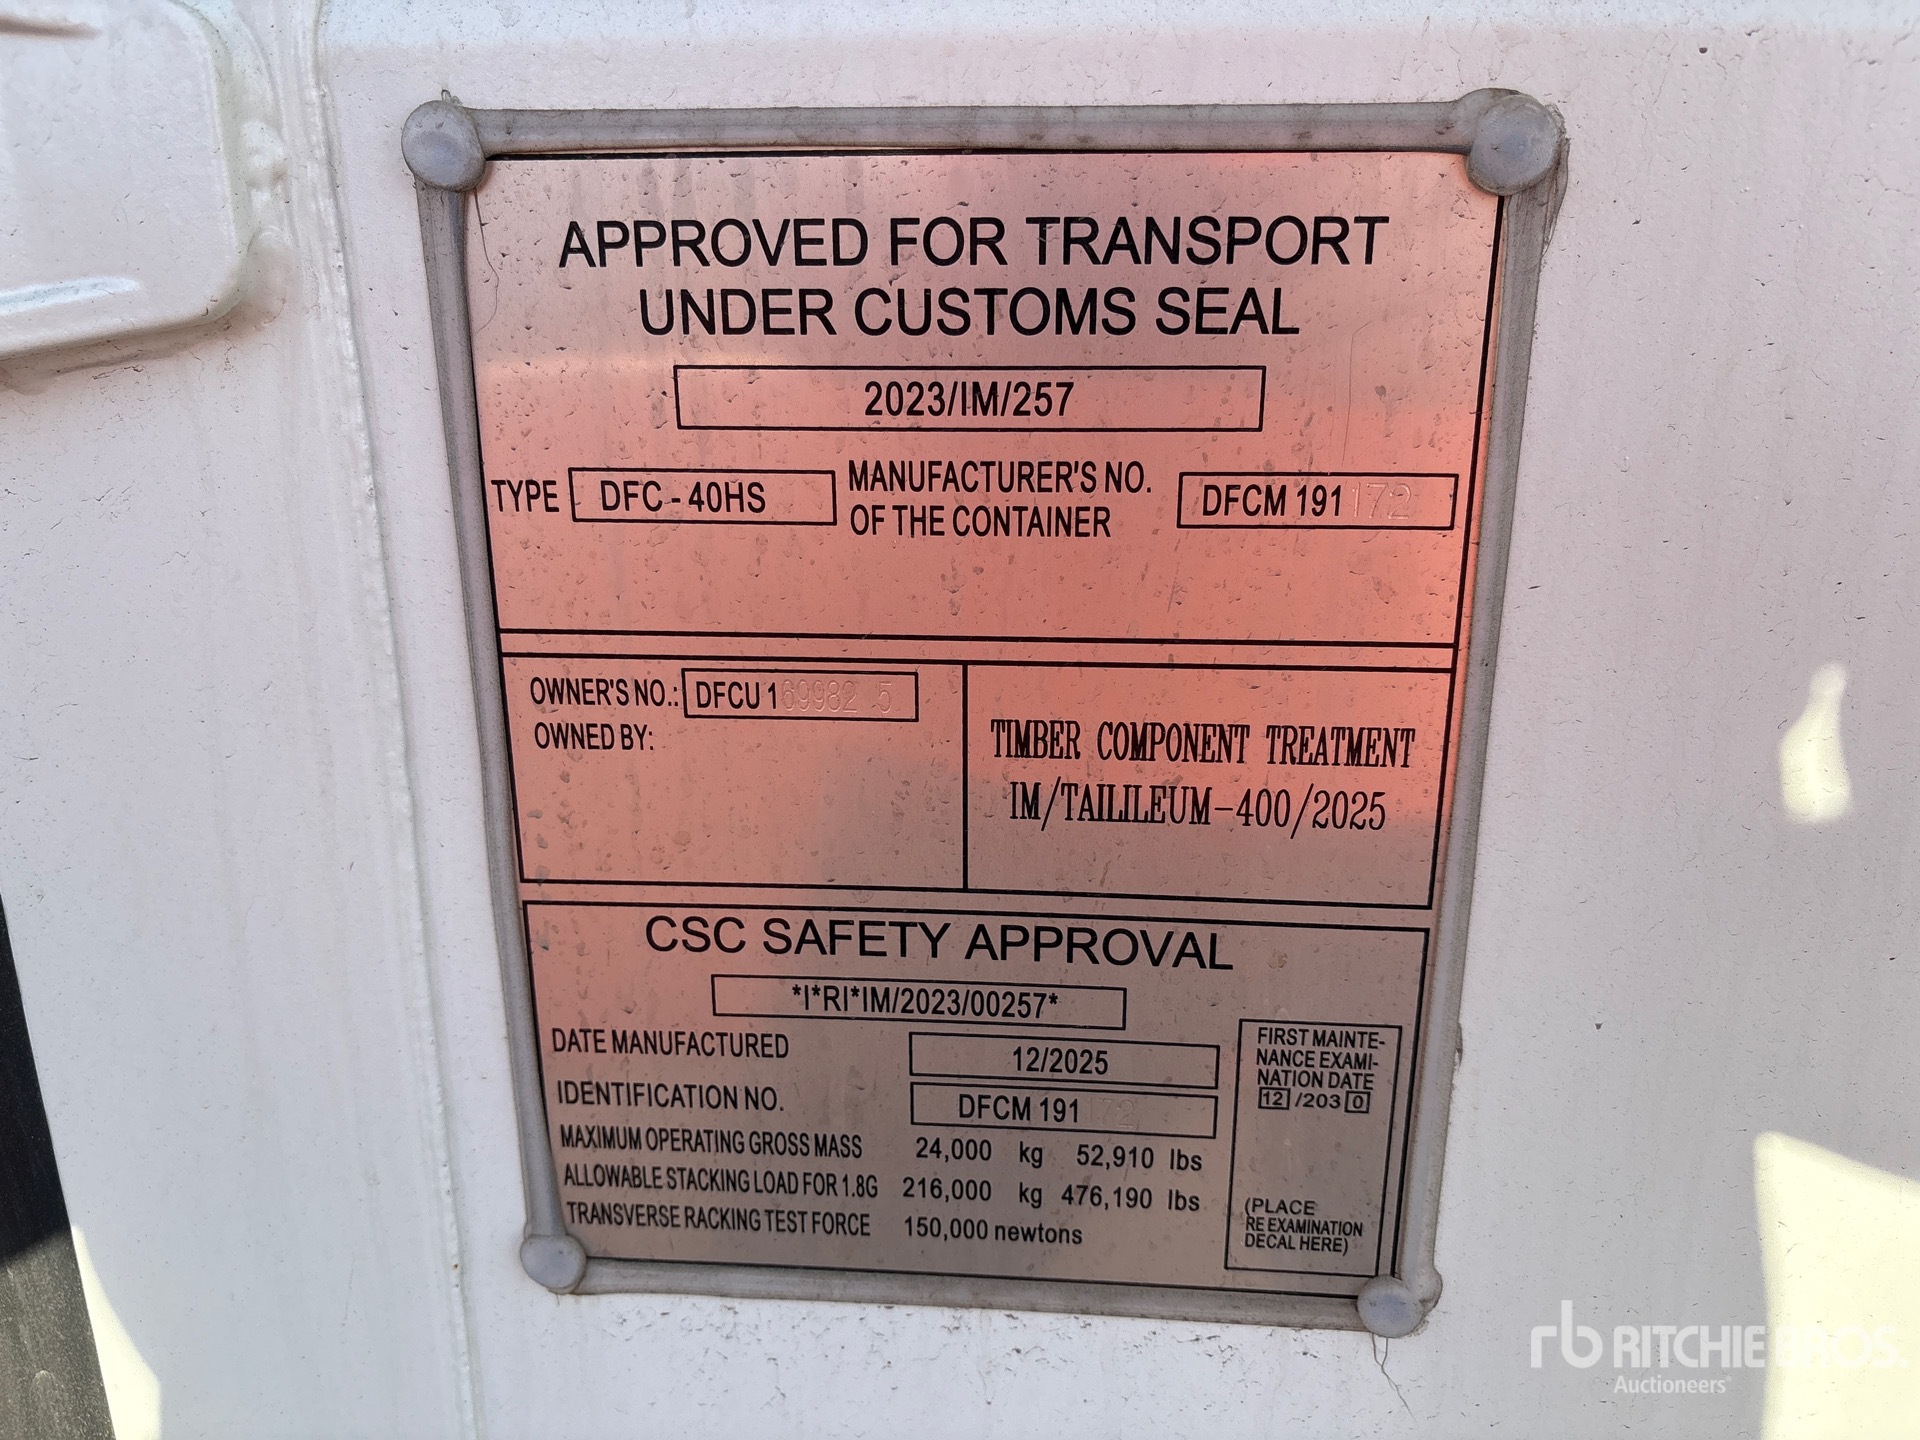 APPROVED FOR TRANSPORT
UNDER CUSTOMS SEAL
2023/IM/257
TYPE DFC-40HS MANUFACTURER'S NO. OF THE CONTAINER DFCM 191172
OWNER'S NO.: DFCU 169982 5
OWNED BY:
TIMBER COMPONENT TREATMENT
IM/TAILILEUM-400/2025
CSC SAFETY APPROVAL
*I*RI*IM/2023/00257*
DATE MANUFACTURED 12/2025
IDENTIFICATION NO. DFCM 191172
MAXIMUM OPERATING GROSS MASS 24,000 kg 52,910 lbs
ALLOWABLE STACKING LOAD FOR 1.8G 216,000 kg 476,190 lbs
TRANSVERSE RACKING TEST FORCE 150,000 newtons
FIRST MAINTE-
NANCE EXAMI-
NATION DATE
12/2030
(PLACE
RE EXAMINATION
DECAL HERE)
rb RITCHIE BROS.
Auctioneers